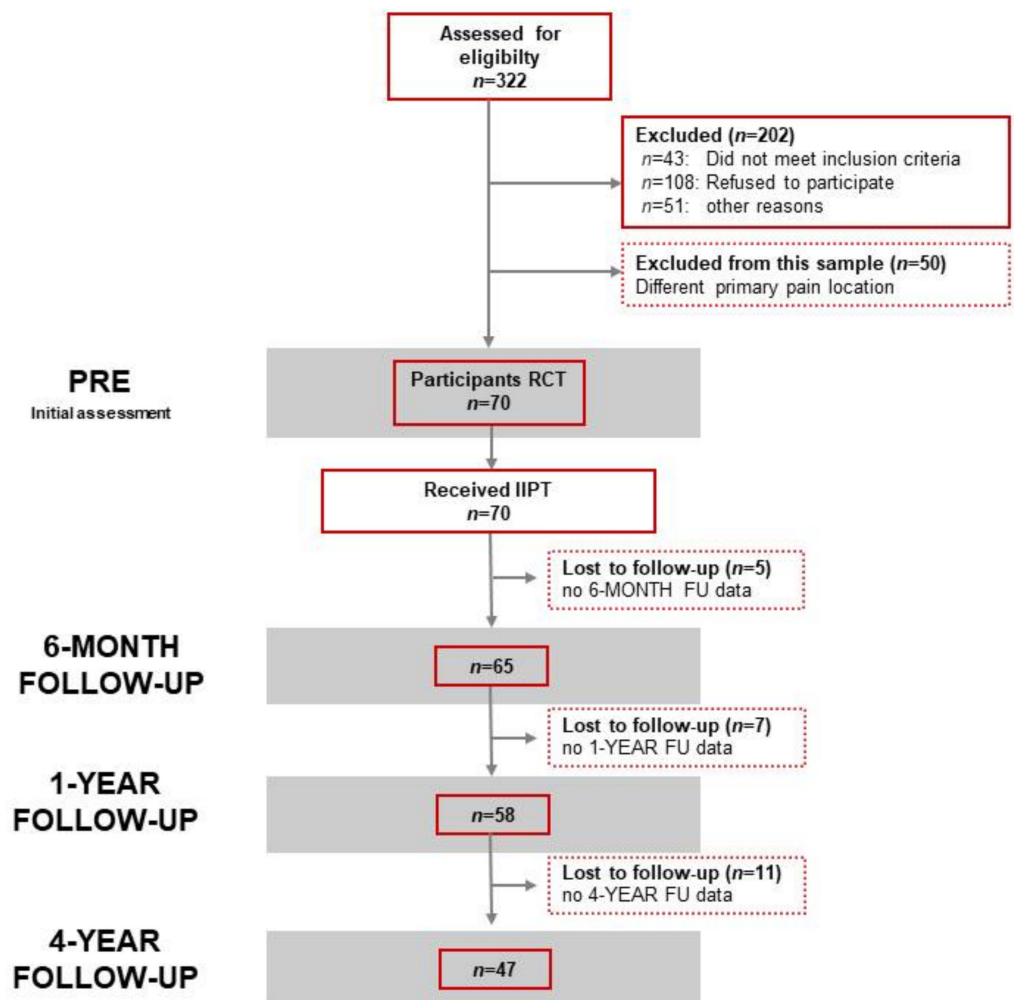 Assessed for
eligibilty
n=322
Excluded (n=202)
n=43: Did not meet inclusion criteria
n=108: Refused to participate
n=51: other reasons
Excluded from this sample (n=50)
Different primary pain location
PRE
Initial assessment
Participants RCT
n=70
Received IIPT
n=70
Lost to follow-up (n=5)
no 6-MONTH FU data
6-MONTH
FOLLOW-UP
n=65
Lost to follow-up (n=7)
no 1-YEAR FU data
1-YEAR
FOLLOW-UP
n=58
Lost to follow-up (n=11)
no 4-YEAR FU data
4-YEAR
FOLLOW-UP
n=47